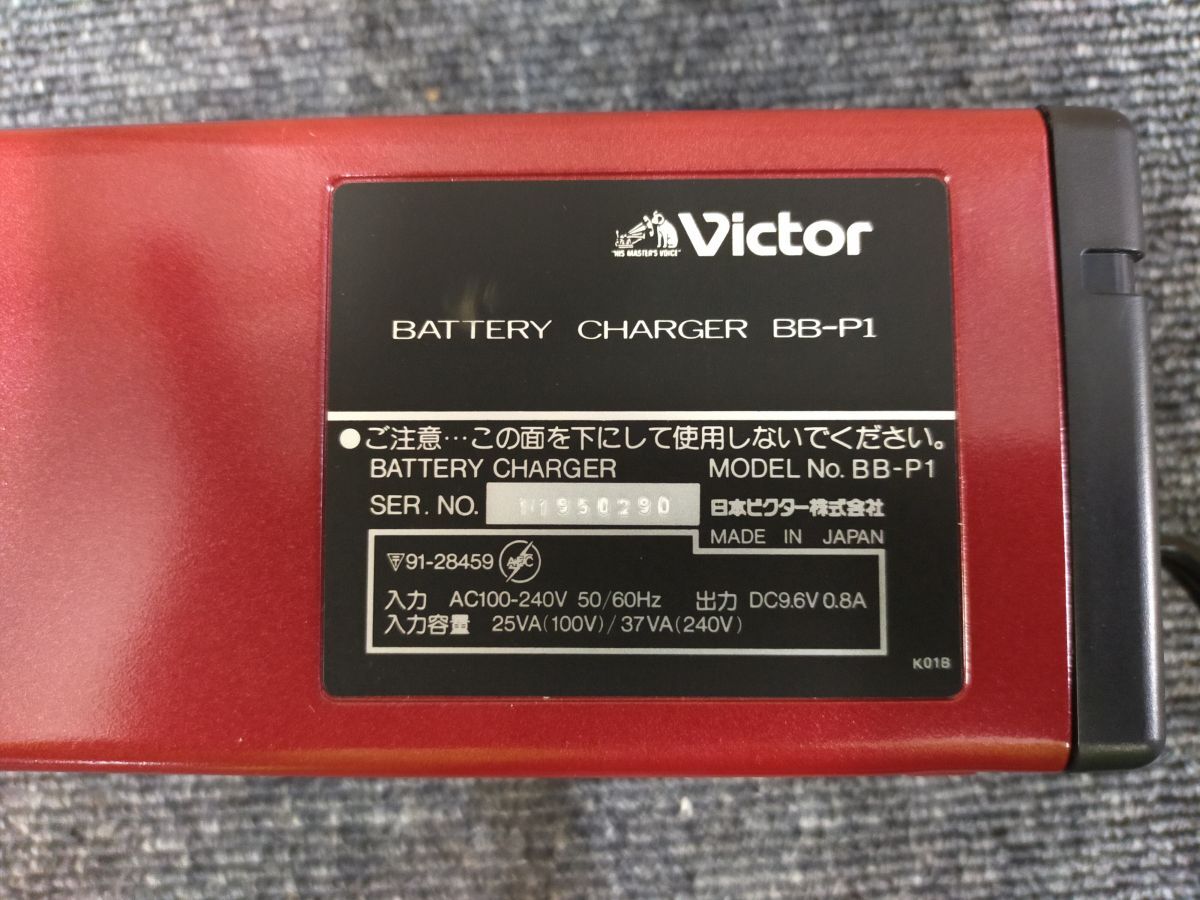 Victor
"HIS MASTER'S VOICE"
BATTERY CHARGER BB-P1
●ご注意…この面を下にして使用しないでください。
BATTERY CHARGER MODEL No. BB-P1
SER. NO. 11950290 日本ビクター株式会社
MADE IN JAPAN
91-28459
入力 AC100-240V 50/60Hz 出力 DC9.6V 0.8A
入力容量 25VA(100V)/37VA(240V)
K01B